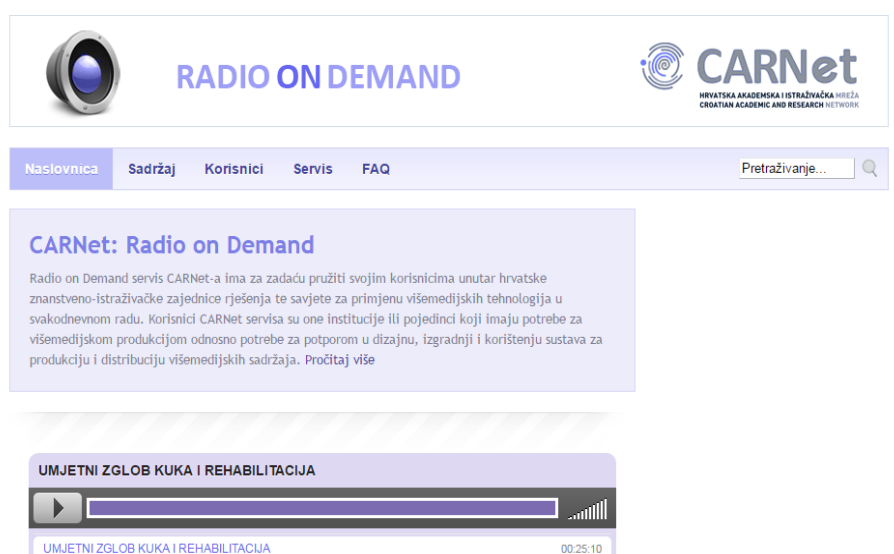 RADIO ON DEMAND
CARNet
HRVATSKA AKADEMSKA I ISTRAŽIVAČKA MREŽA
CROATIAN ACADEMIC AND RESEARCH NETWORK
Naslovnica Sadržaj Korisnici Servis FAQ Pretraživanje...
CARNet: Radio on Demand
Radio on Demand servis CARNet-a ima za zadaću pružiti svojim korisnicima unutar hrvatske
znanstveno-istraživačke zajednice rješenja te savjete za primjenu višemedijskih tehnologija u
svakodnevnom radu. Korisnici CARNet servisa su one institucije ili pojedinci koji imaju potrebe za
višemedijskom produkcijom odnosno potrebe za potporom u dizajnu, izgradnji i korištenju sustava za
produkciju i distribuciju višemedijskih sadržaja. Pročitaj više
UMJETNI ZGLOB KUKA I REHABILITACIJA
UMJETNI ZGLOB KUKA I REHABILITACIJA 00:25:10